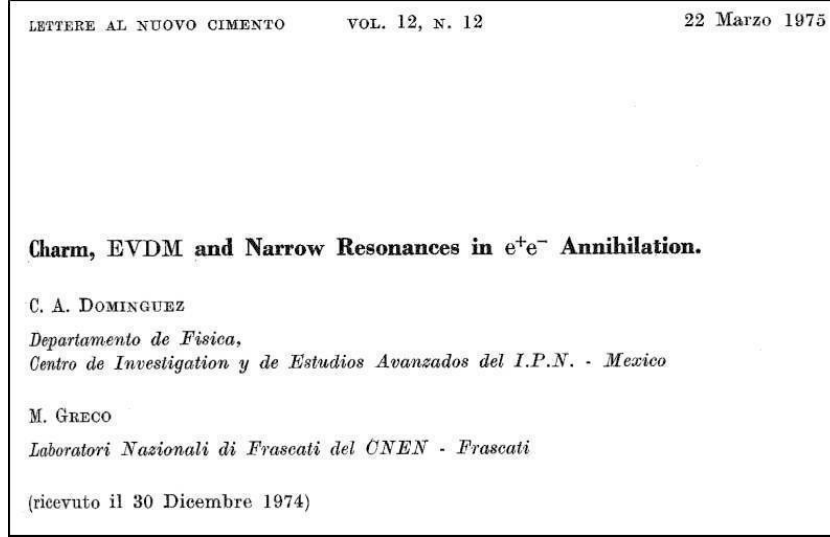 LETTERE AL NUOVO CIMENTO VOL. 12, N. 12 22 Marzo 1975
Charm, EVDM and Narrow Resonances in e⁺e⁻ Annihilation.
C. A. DOMINGUEZ
Departamento de Fisica,
Centro de Investigation y de Estudios Avanzados del I.P.N. - Mexico
M. GRECO
Laboratori Nazionali di Frascati del CNEN - Frascati
(ricevuto il 30 Dicembre 1974)